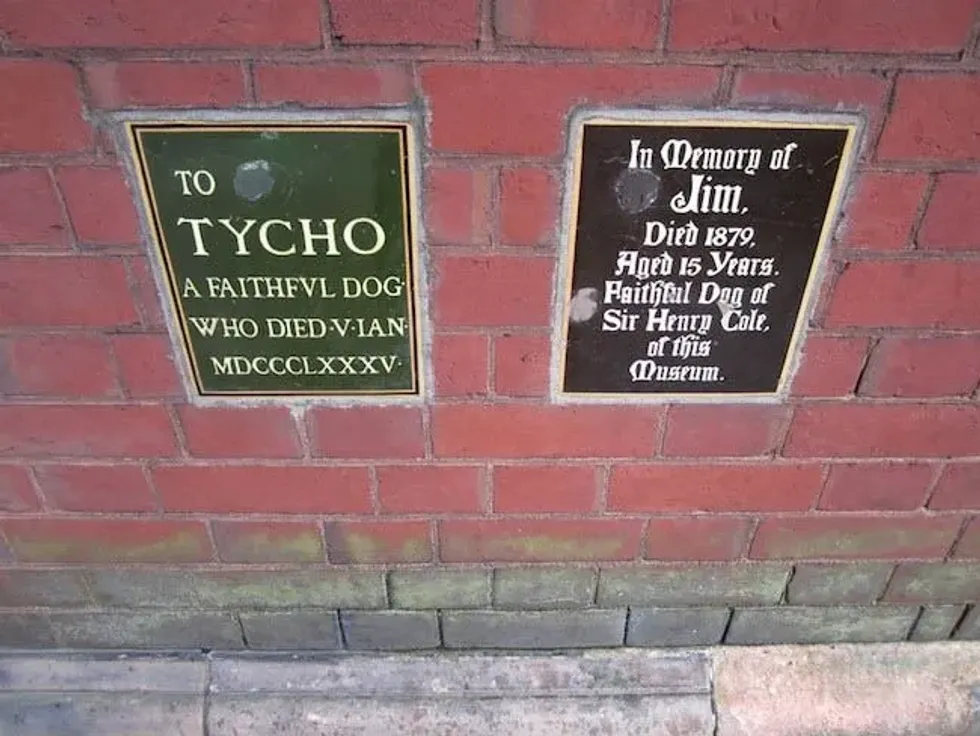 TO
TYCHO
A FAITHFVL DOG·
WHO DIED·V·IAN·
MDCCCLXXXV·
In Memory of
Jim,
Died 1879,
Aged 15 Years.
Faithful Dog of
Sir Henry Cole,
of this
Museum.